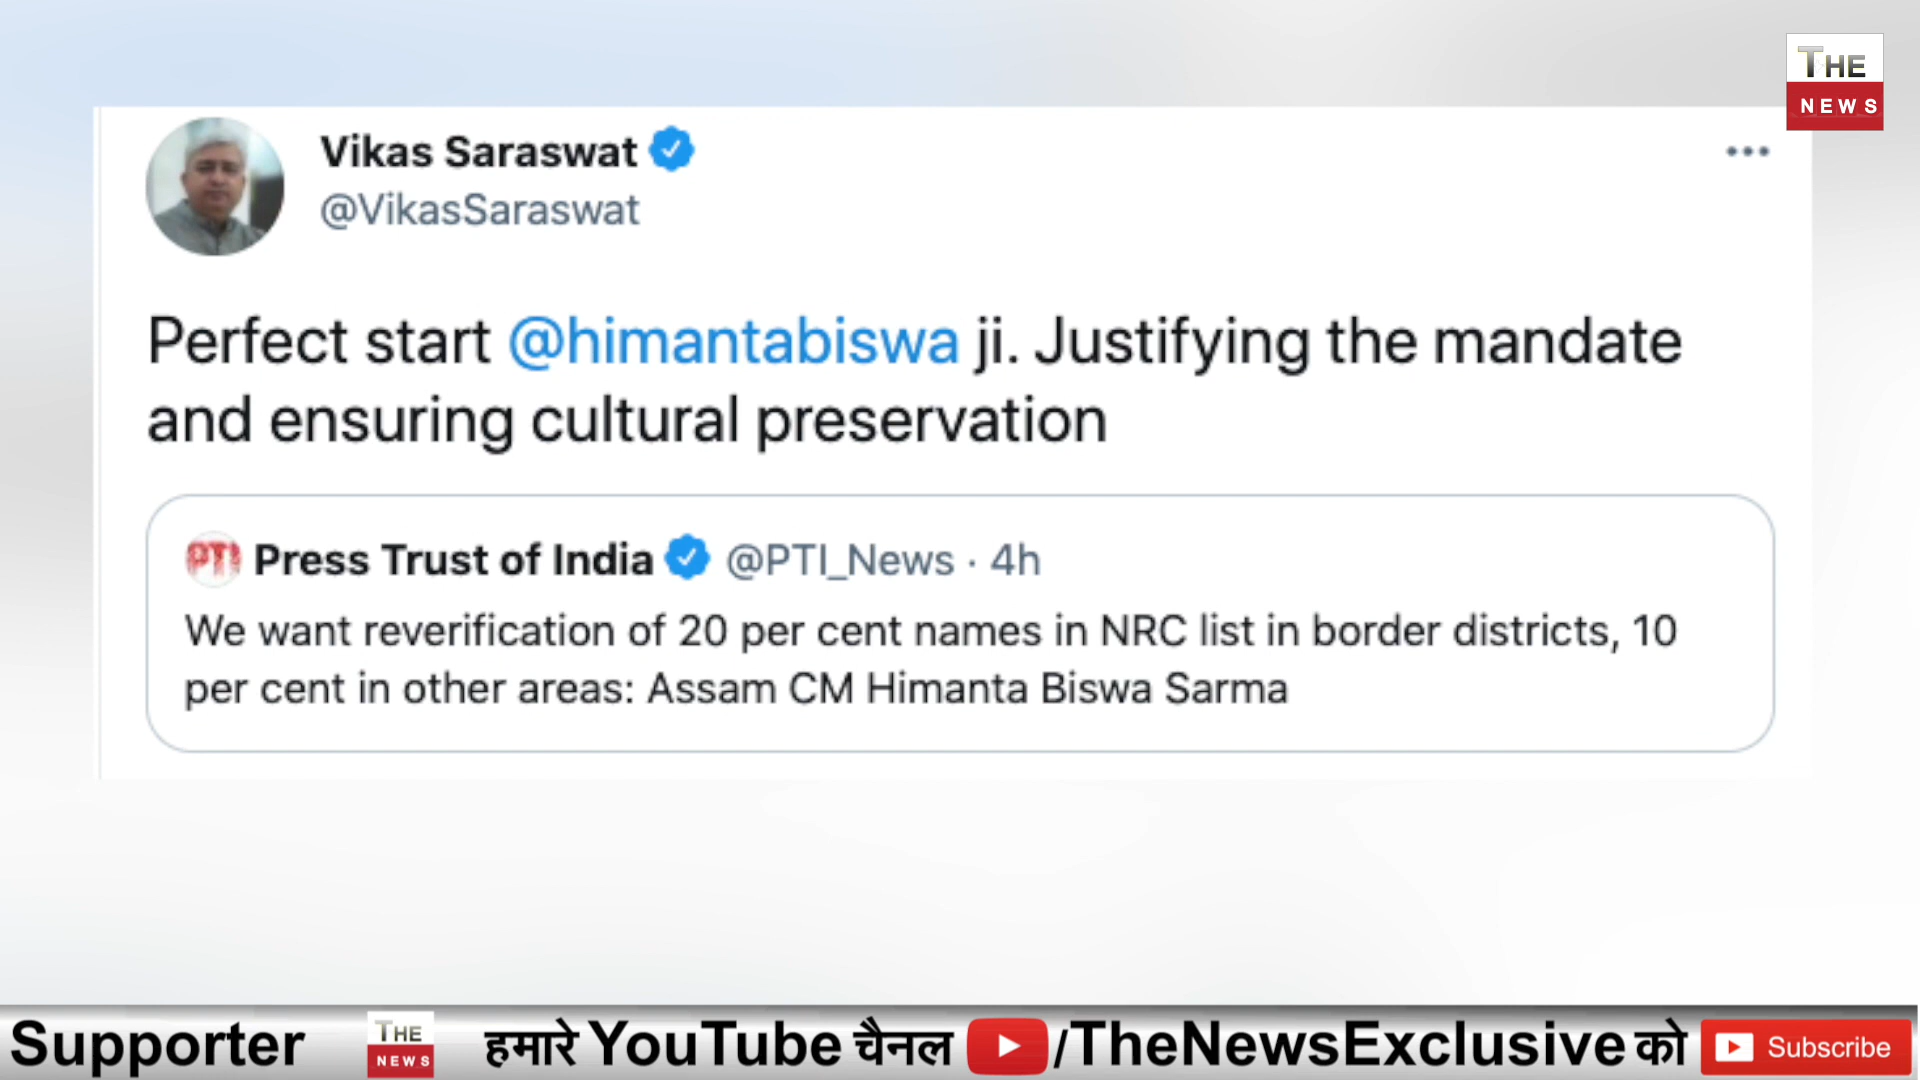 THE
NEWS
Vikas Saraswat
@VikasSaraswat
Perfect start @himantabiswa ji. Justifying the mandate
and ensuring cultural preservation
PTI Press Trust of India @PTI_News · 4h
We want reverification of 20 per cent names in NRC list in border districts, 10
per cent in other areas: Assam CM Himanta Biswa Sarma
Supporter THE NEWS हमारे YouTube चैनल /TheNewsExclusive को Subscribe